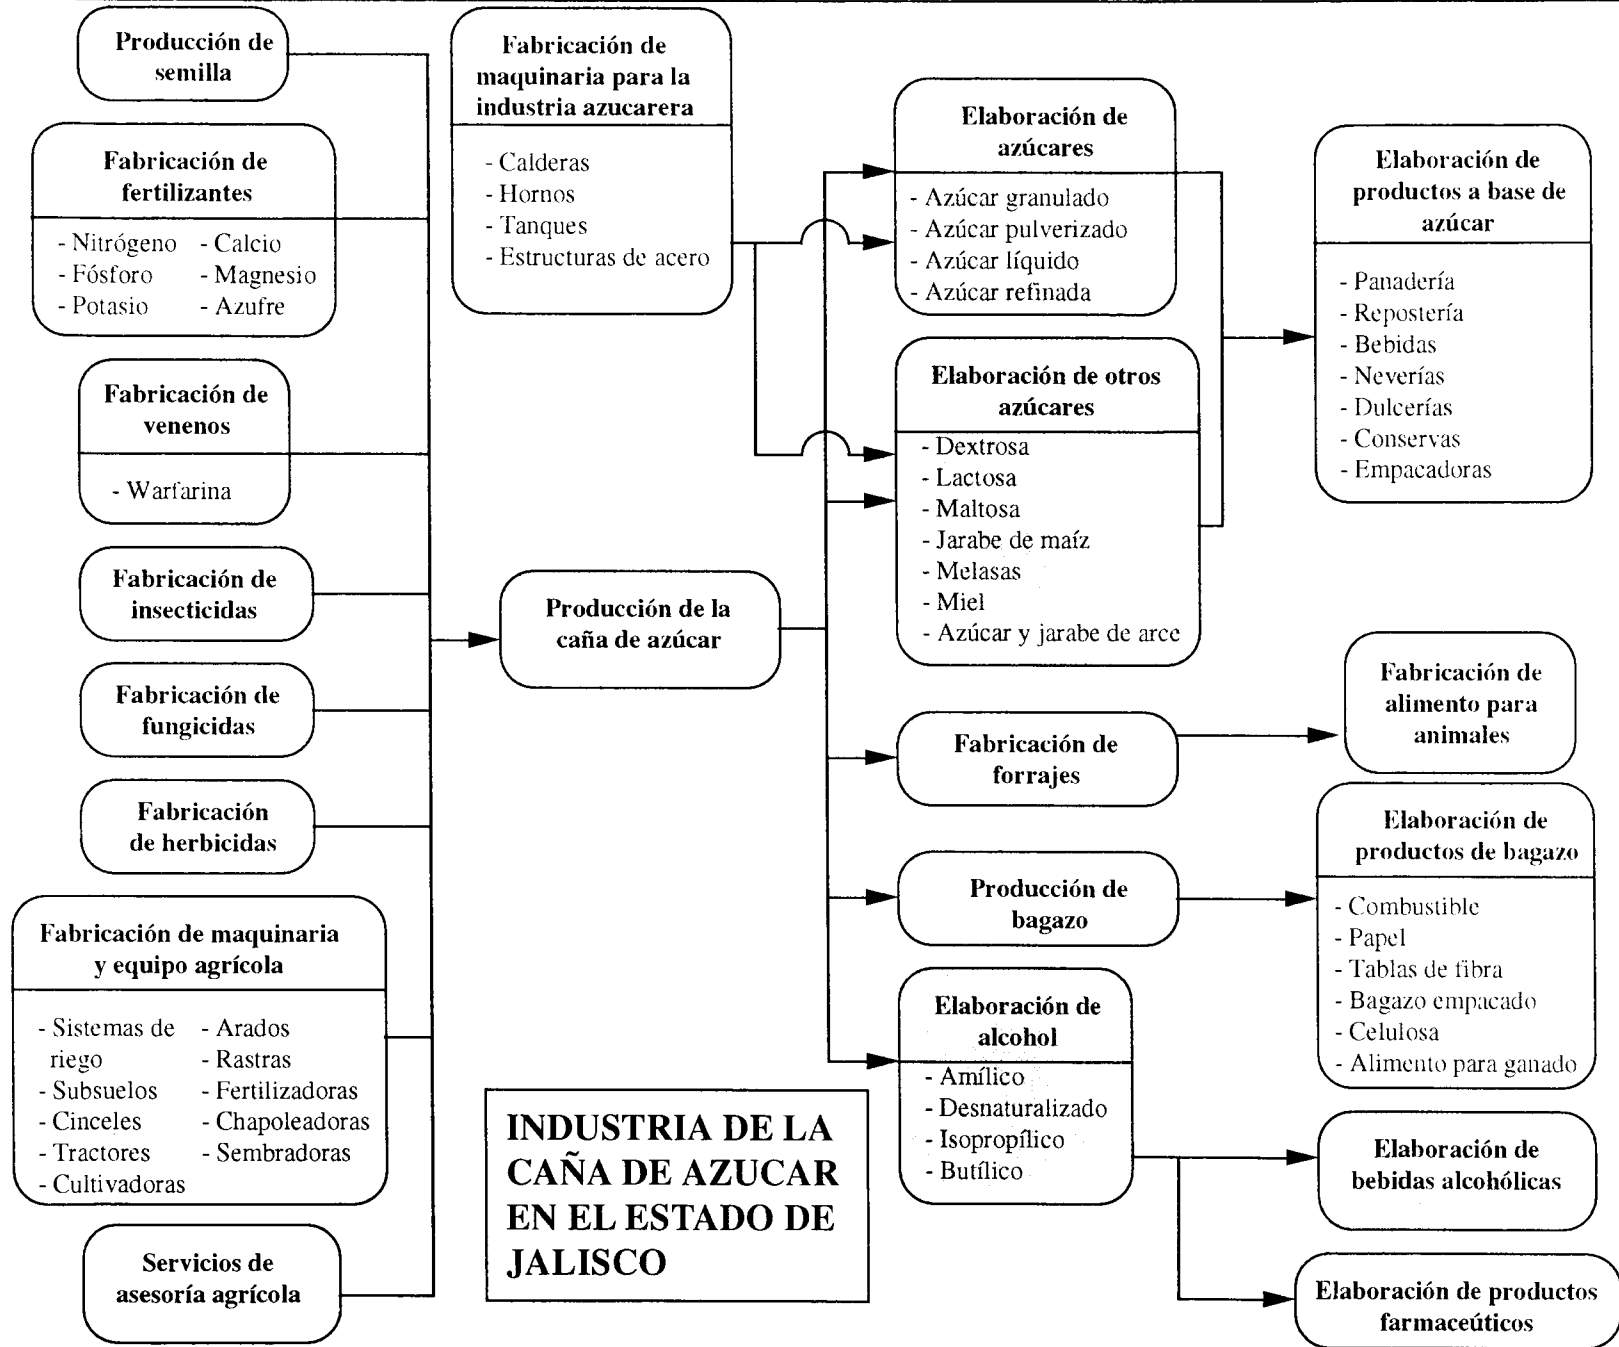 Producción de
semilla
Fabricación de
fertilizantes
- Nitrógeno - Calcio
- Fósforo - Magnesio
- Potasio - Azufre
Fabricación de
venenos
- Warfarina
Fabricación de
insecticidas
Fabricación de
fungicidas
Fabricación
de herbicidas
Fabricación de maquinaria
y equipo agrícola
- Sistemas de - Arados
riego - Rastras
- Subsuelos - Fertilizadoras
- Cinceles - Chapoleadoras
- Tractores - Sembradoras
- Cultivadoras
Servicios de
asesoría agrícola
Fabricación de
maquinaria para la
industria azucarera
- Calderas
- Hornos
- Tanques
- Estructuras de acero
Producción de la
caña de azúcar
INDUSTRIA DE LA
CAÑA DE AZUCAR
EN EL ESTADO DE
JALISCO
Elaboración de
azúcares
- Azúcar granulado
- Azúcar pulverizado
- Azúcar líquido
- Azúcar refinada
Elaboración de otros
azúcares
- Dextrosa
- Lactosa
- Maltosa
- Jarabe de maíz
- Melasas
- Miel
- Azúcar y jarabe de arce
Fabricación de
forrajes
Producción de
bagazo
Elaboración de
alcohol
- Amílico
- Desnaturalizado
- Isopropílico
- Butílico
Elaboración de
productos a base de
azúcar
- Panadería
- Repostería
- Bebidas
- Neverías
- Dulcerías
- Conservas
- Empacadoras
Fabricación de
alimento para
animales
Elaboración de
productos de bagazo
- Combustible
- Papel
- Tablas de fibra
- Bagazo empacado
- Celulosa
- Alimento para ganado
Elaboración de
bebidas alcohólicas
Elaboración de productos
farmaceúticos